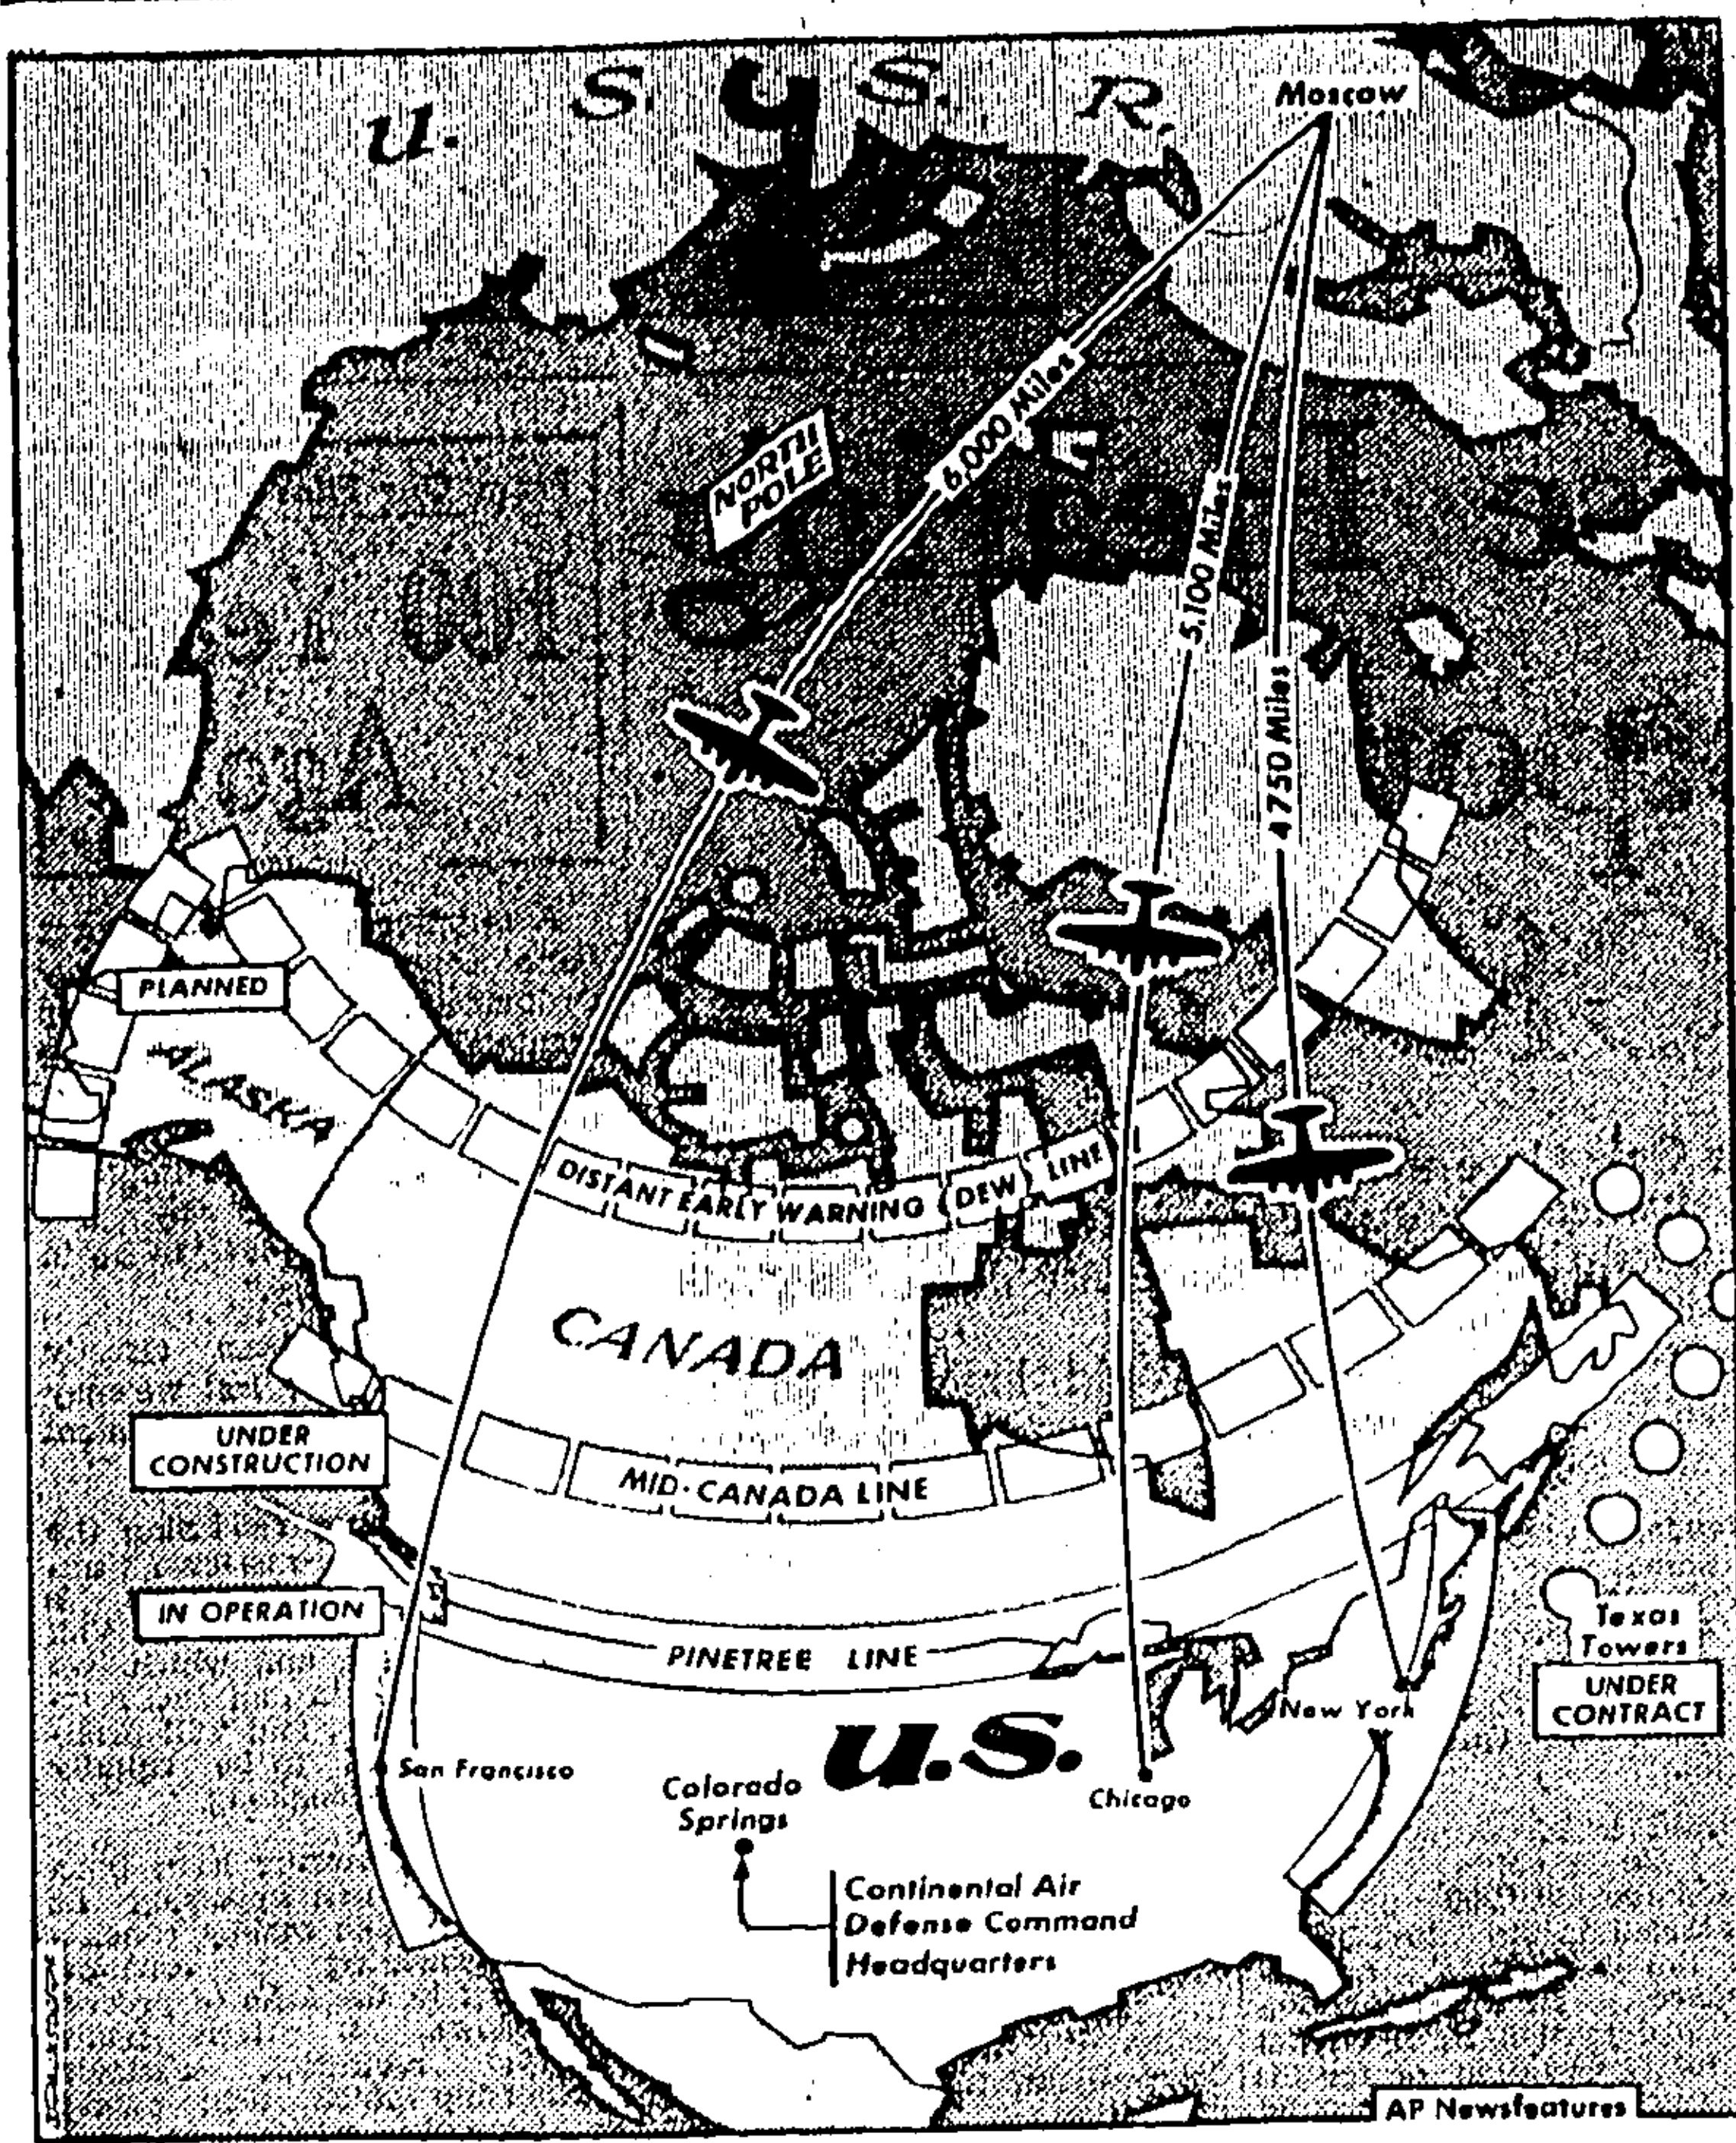 U. S. S. R.
Moscow
NORTH
POLE
6,000 Miles
5,100 Miles
4750 Miles
PLANNED
ALASKA
DISTANT EARLY WARNING (DEW) LINE
CANADA
UNDER
CONSTRUCTION
MID-CANADA LINE
IN OPERATION
PINETREE LINE
Texas
Towers
UNDER
CONTRACT
New York
U.S.
San Francisco
Colorado
Springs
Chicago
Continental Air
Defense Command
Headquarters
AP Newsfeatures